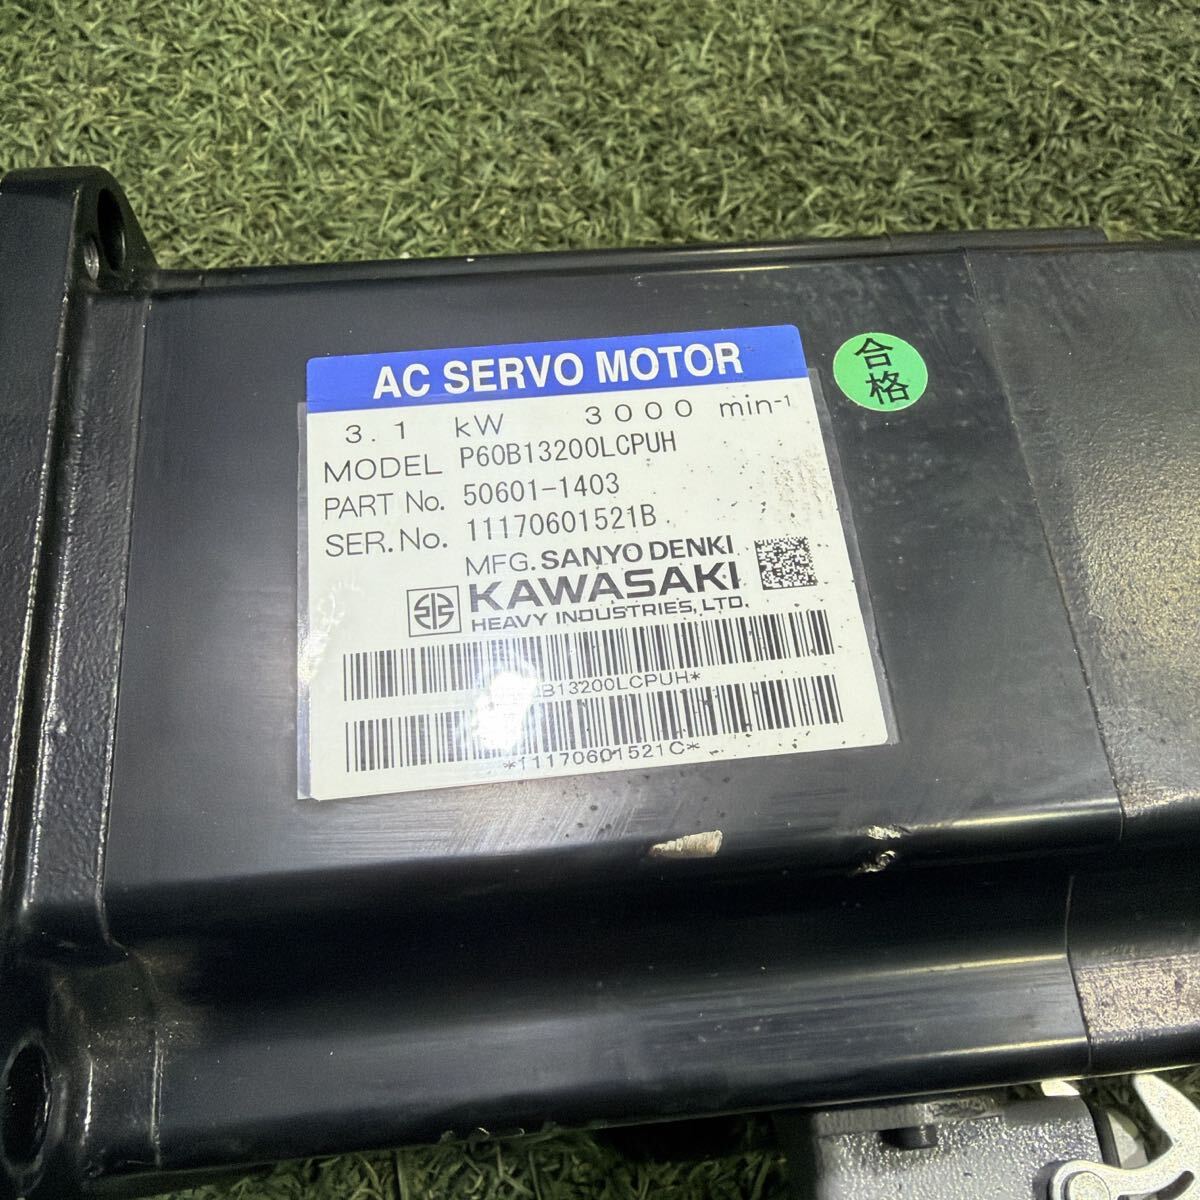 AC SERVO MOTOR
3.1 kW 3000 min-1
MODEL P60B13200LCPUH
PART No. 50601-1403
SER.No. 11170601521B
MFG. SANYO DENKI
KAWASAKI
HEAVY INDUSTRIES, LTD.
B13200LCPUH*
*11170601521C*
合格